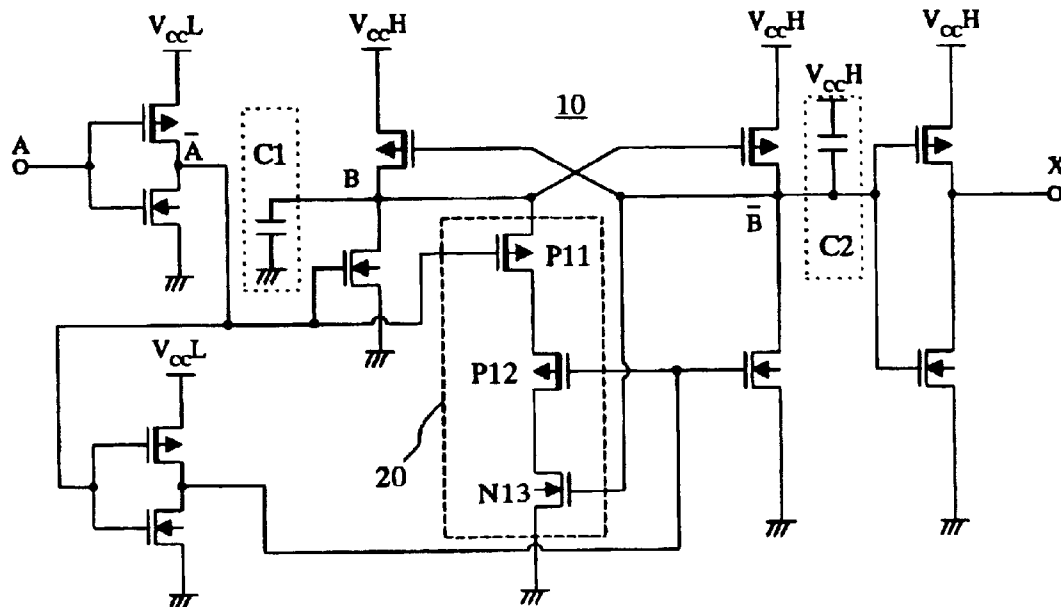 VccL
VccH
VccH
VccH
VccH
10
A
A̅
C1
B
X
B̅
C2
P11
VccL
P12
20
N13